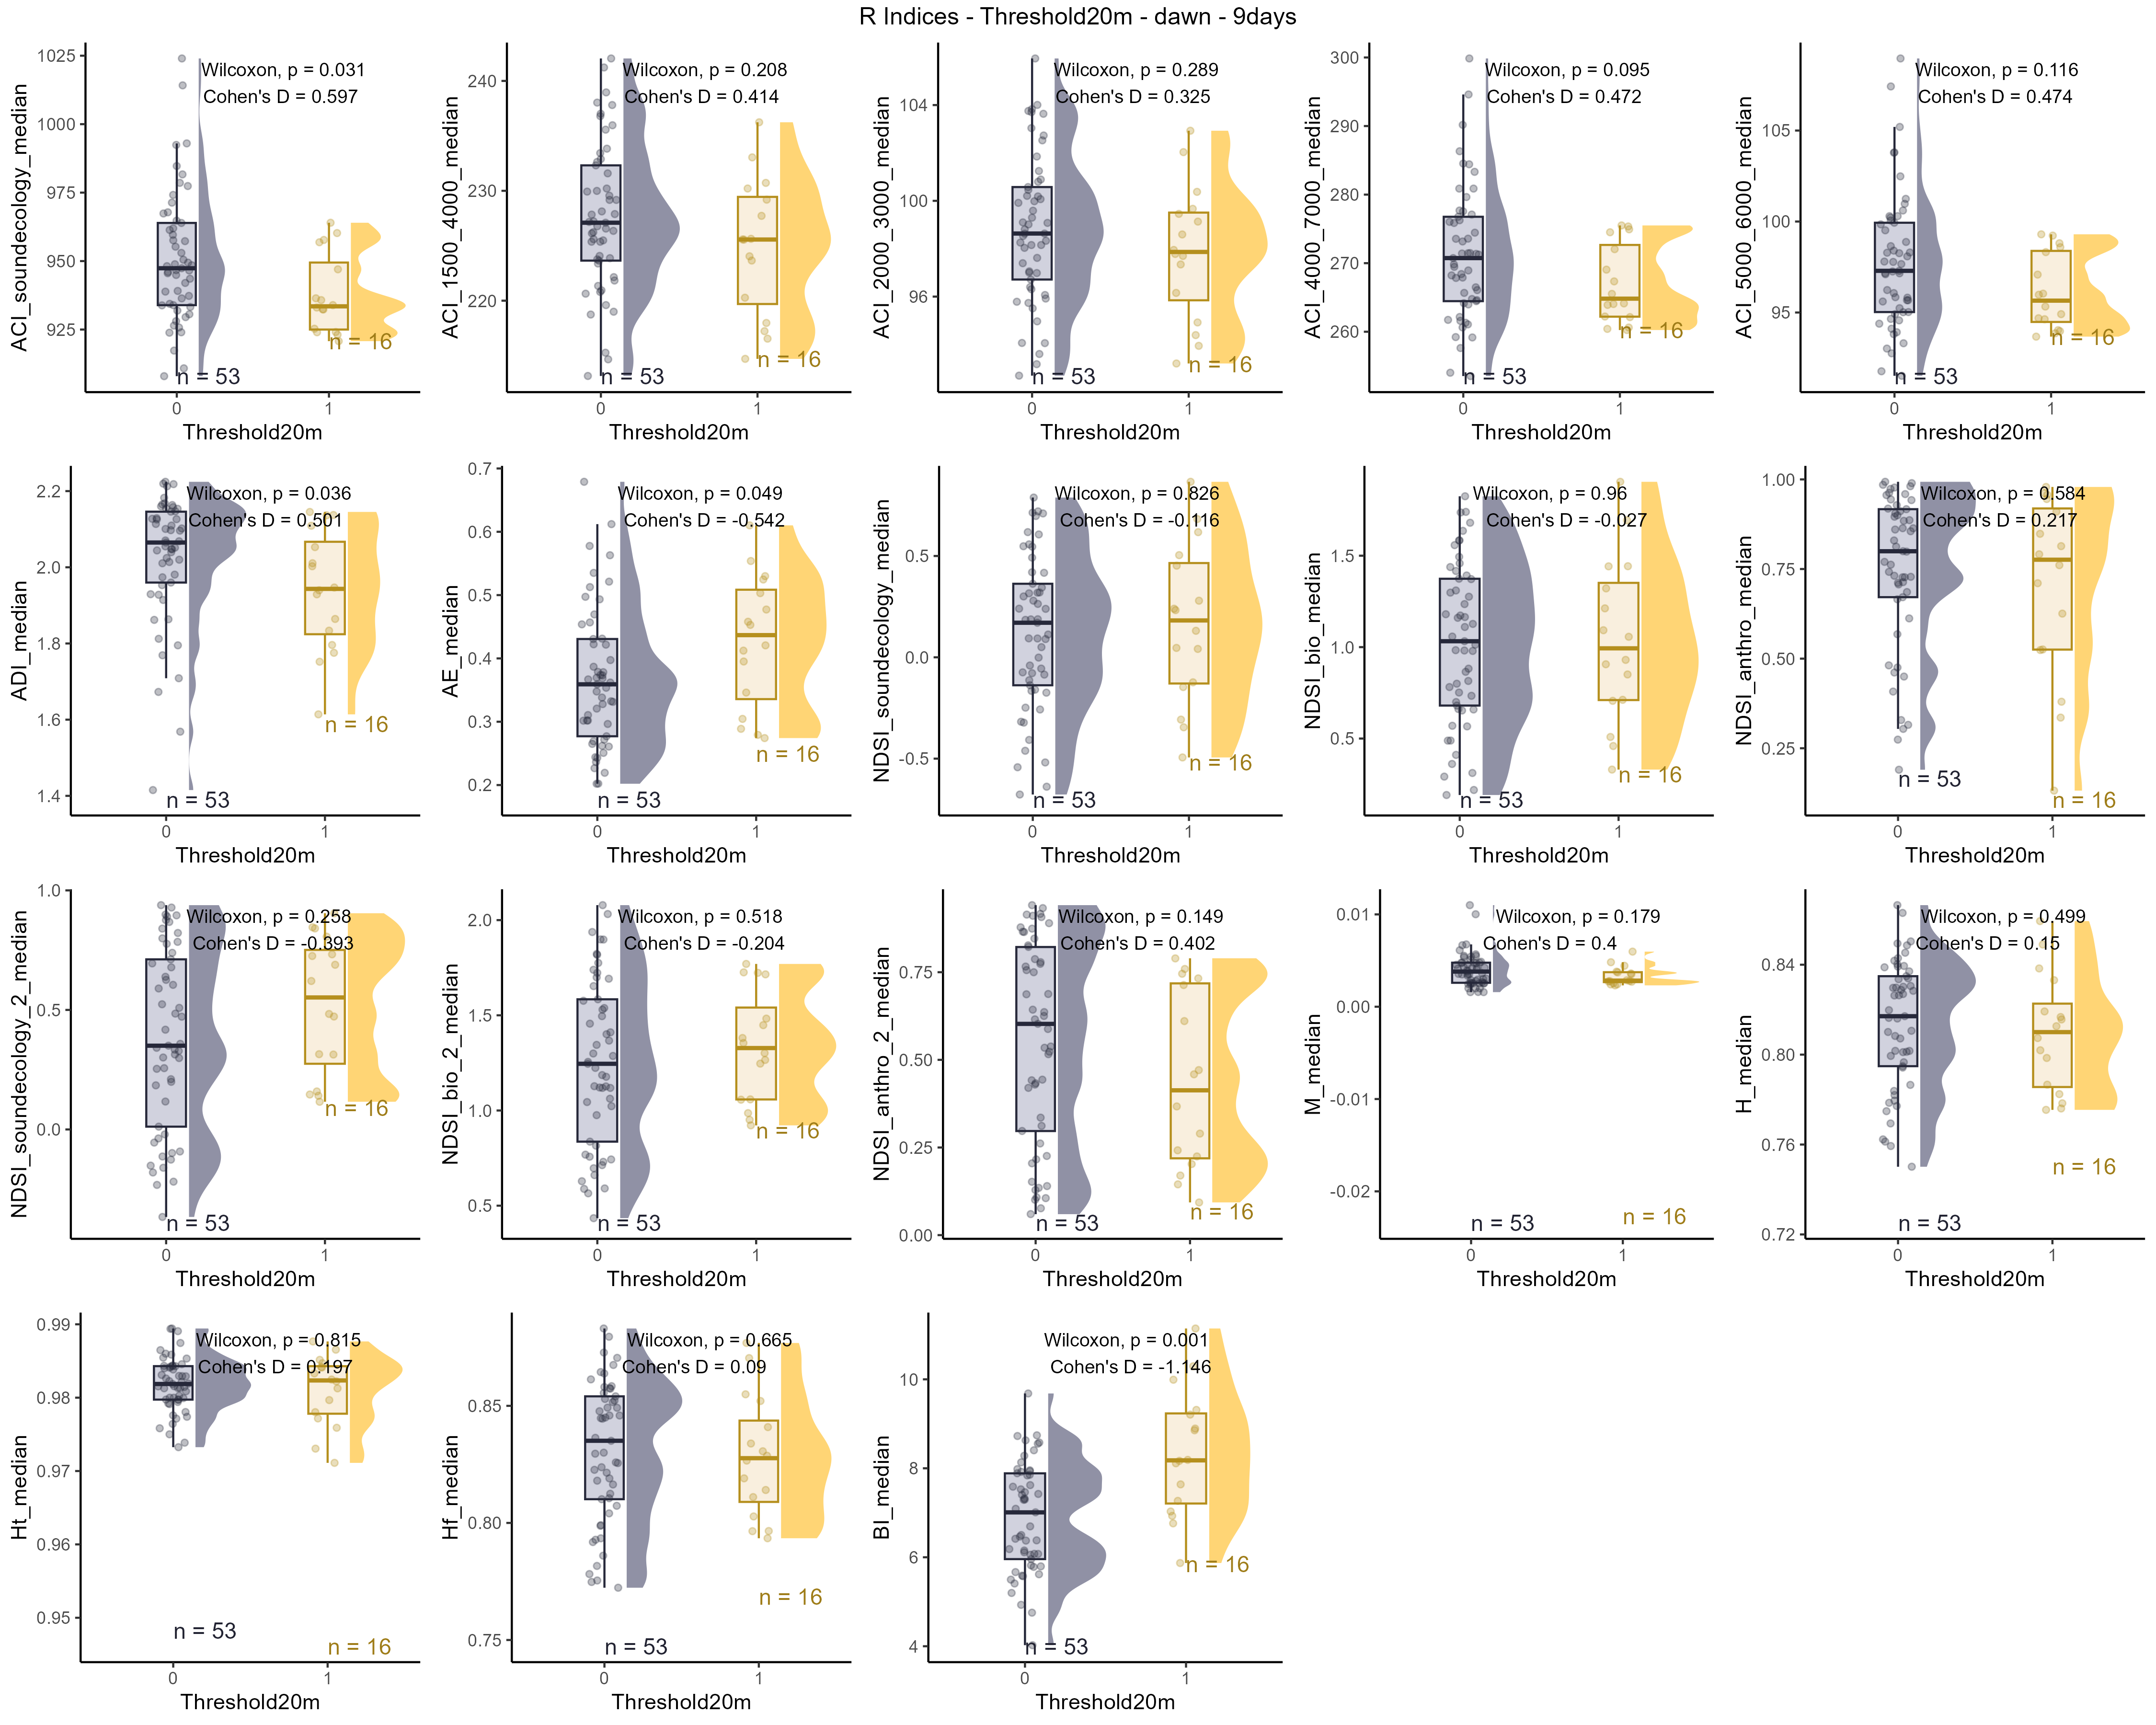 R Indices - Threshold20m - dawn - 9days
ACI_soundecology_median
1025
1000
975
950
925
Wilcoxon, p = 0.031
Cohen's D = 0.597
n = 53
n = 16
0
1
Threshold20m
ACI_1500_4000_median
240
230
220
Wilcoxon, p = 0.208
Cohen's D = 0.414
n = 53
n = 16
0
1
Threshold20m
ACI_2000_3000_median
104
100
96
Wilcoxon, p = 0.289
Cohen's D = 0.325
n = 53
n = 16
0
1
Threshold20m
ACI_4000_7000_median
300
290
280
270
260
Wilcoxon, p = 0.095
Cohen's D = 0.472
n = 53
n = 16
0
1
Threshold20m
ACI_5000_6000_median
105
100
95
Wilcoxon, p = 0.116
Cohen's D = 0.474
n = 53
n = 16
0
1
Threshold20m
ADI_median
2.2
2.0
1.8
1.6
1.4
Wilcoxon, p = 0.036
Cohen's D = 0.501
n = 53
n = 16
0
1
Threshold20m
AE_median
0.7
0.6
0.5
0.4
0.3
0.2
Wilcoxon, p = 0.049
Cohen's D = -0.542
n = 53
n = 16
0
1
Threshold20m
NDSI_soundecology_median
0.5
0.0
-0.5
Wilcoxon, p = 0.826
Cohen's D = -0.116
n = 53
n = 16
0
1
Threshold20m
NDSI_bio_median
1.5
1.0
0.5
Wilcoxon, p = 0.96
Cohen's D = -0.027
n = 53
n = 16
0
1
Threshold20m
NDSI_anthro_median
1.00
0.75
0.50
0.25
Wilcoxon, p = 0.584
Cohen's D = 0.217
n = 53
n = 16
0
1
Threshold20m
NDSI_soundecology_2_median
1.0
0.5
0.0
Wilcoxon, p = 0.258
Cohen's D = -0.393
n = 53
n = 16
0
1
Threshold20m
NDSI_bio_2_median
2.0
1.5
1.0
0.5
Wilcoxon, p = 0.518
Cohen's D = -0.204
n = 53
n = 16
0
1
Threshold20m
NDSI_anthro_2_median
0.75
0.50
0.25
0.00
Wilcoxon, p = 0.149
Cohen's D = 0.402
n = 53
n = 16
0
1
Threshold20m
M_median
0.01
0.00
-0.01
-0.02
Wilcoxon, p = 0.179
Cohen's D = 0.4
n = 53
n = 16
0
1
Threshold20m
H_median
0.84
0.80
0.76
0.72
Wilcoxon, p = 0.499
Cohen's D = 0.15
n = 53
n = 16
0
1
Threshold20m
Ht_median
0.99
0.98
0.97
0.96
0.95
Wilcoxon, p = 0.815
Cohen's D = 0.197
n = 53
n = 16
0
1
Threshold20m
Hf_median
0.85
0.80
0.75
Wilcoxon, p = 0.665
Cohen's D = 0.09
n = 53
n = 16
0
1
Threshold20m
BI_median
10
8
6
4
Wilcoxon, p = 0.001
Cohen's D = -1.146
n = 53
n = 16
0
1
Threshold20m